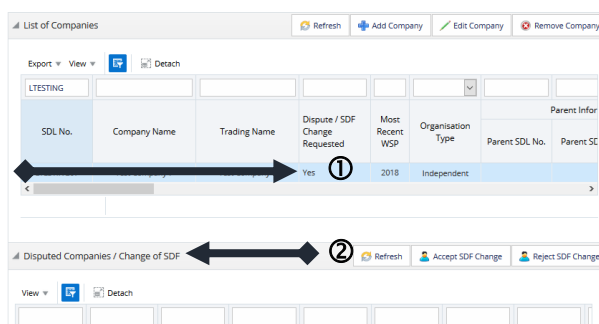 List of Companies
Refresh
Add Company
Edit Company
Remove Company
Export
View
Detach
LTESTING
SDL No.
Company Name
Trading Name
Dispute / SDF
Change
Requested
Most
Recent
WSP
Organisation
Type
Parent Infor
Parent SDL No.
Parent SD
Yes
①
2018
Independent
Disputed Companies / Change of SDF
②
Refresh
Accept SDF Change
Reject SDF Change
View
Detach